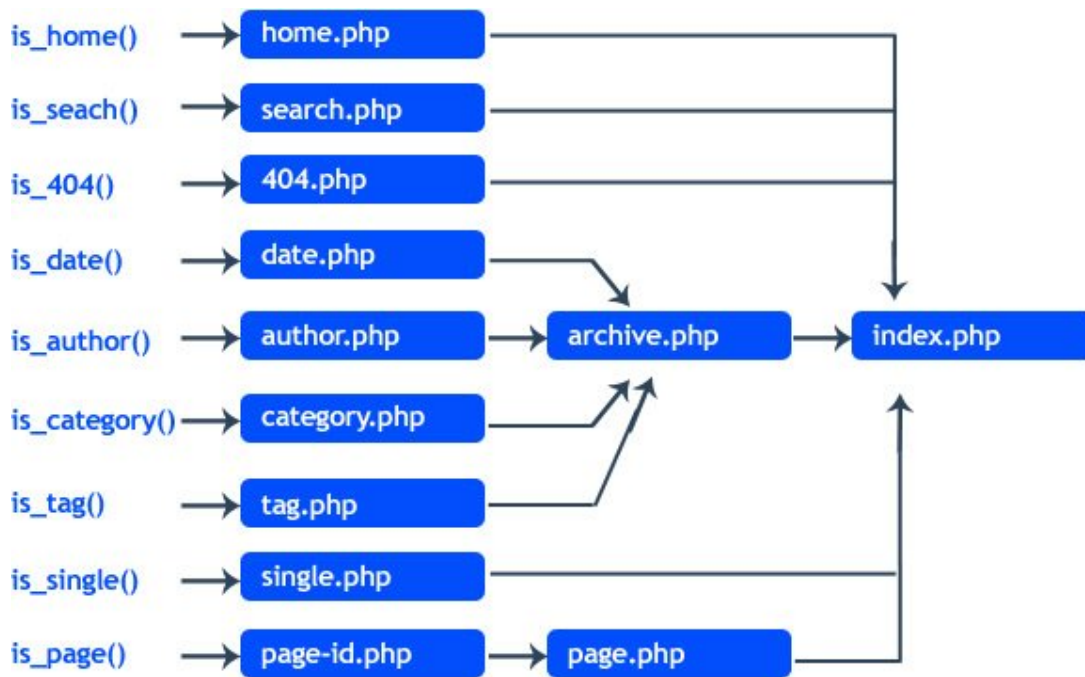 is_home() home.php
is_seach() search.php
is_404() 404.php
is_date() date.php
is_author() author.php archive.php index.php
is_category() category.php
is_tag() tag.php
is_single() single.php
is_page() page-id.php page.php